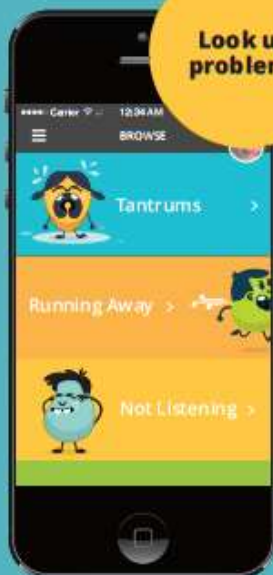 Look u
problem
Carrier 12:34 AM
BROWSE
Tantrums >
Running Away >
Not Listening >